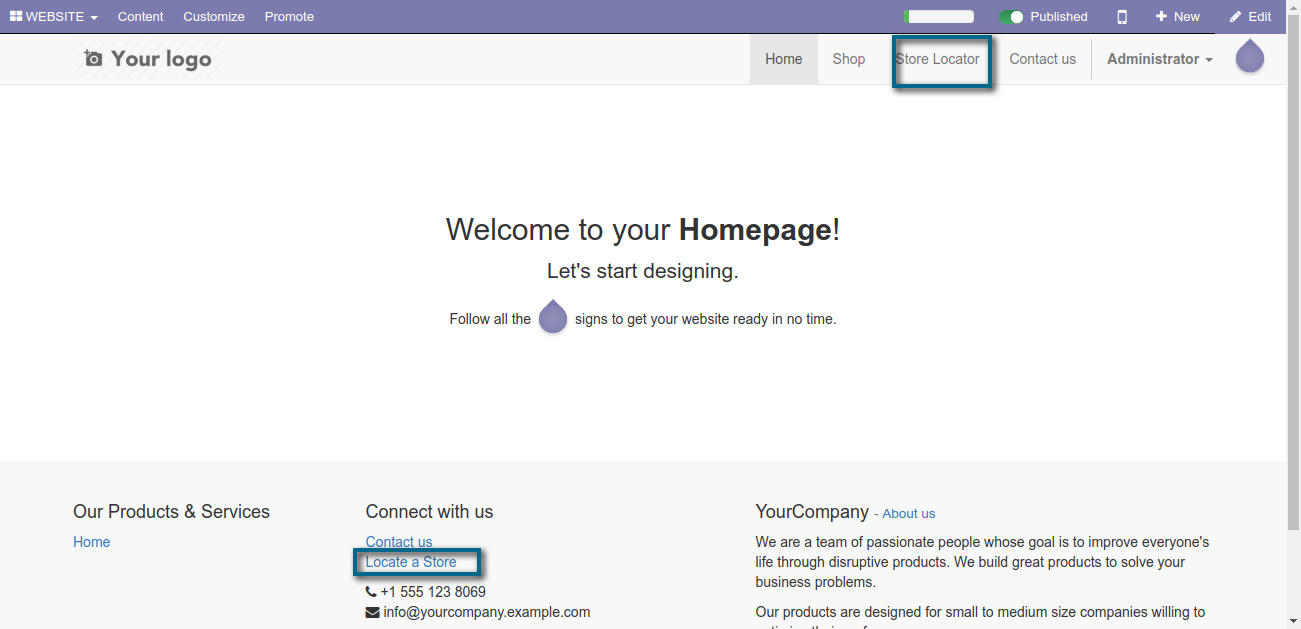 WEBSITE Content Customize Promote Published New Edit
Your logo Home Shop Store Locator Contact us Administrator
Welcome to your Homepage!
Let's start designing.
Follow all the signs to get your website ready in no time.
Our Products & Services
Home
Connect with us
Contact us
Locate a Store
+1 555 123 8069
info@yourcompany.example.com
YourCompany - About us
We are a team of passionate people whose goal is to improve everyone's
life through disruptive products. We build great products to solve your
business problems.
Our products are designed for small to medium size companies willing to